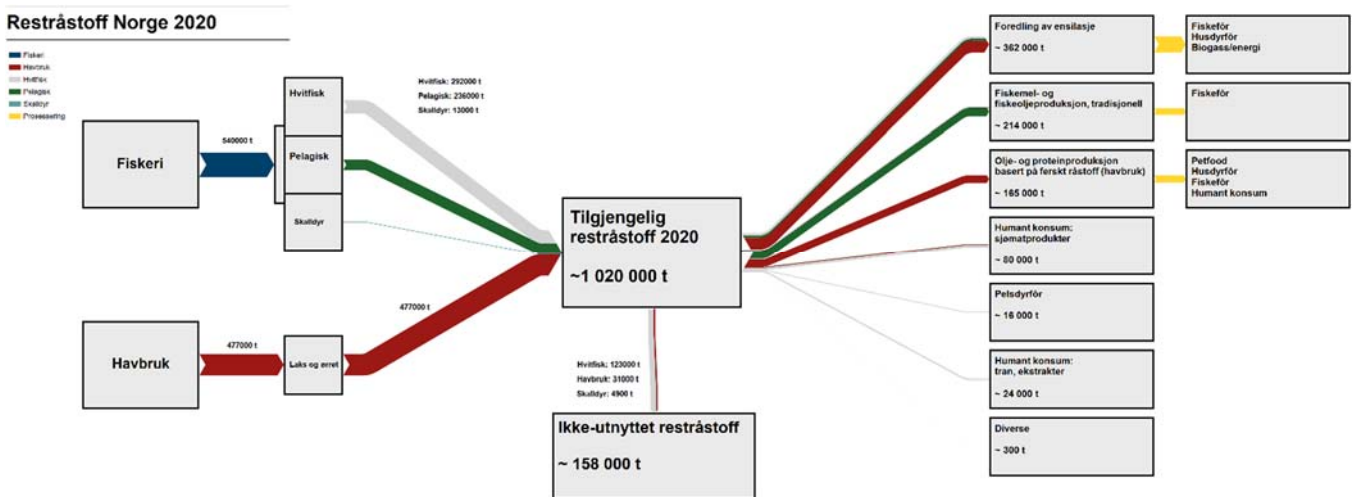 Restråstoff Norge 2020
Fiskeri
Havbruk
Hvitfisk
Pelagisk
Skalldyr
Prosessering
Fiskeri
540000 t
Hvitfisk
Pelagisk
Skalldyr
Hvitfisk: 292000 t
Pelagisk: 236000 t
Skalldyr: 13000 t
Havbruk
477000 t
Laks og ørret
477000 t
Tilgjengelig
restråstoff 2020
~1 020 000 t
Hvitfisk: 123000 t
Havbruk: 31000 t
Skalldyr: 4900 t
Ikke-utnyttet restråstoff
~ 158 000 t
Foredling av ensilasje
~ 362 000 t
Fiskefôr
Husdyrfôr
Biogass/energi
Fiskemel- og
fiskeoljeproduksjon, tradisjonell
~ 214 000 t
Fiskefôr
Olje- og proteinproduksjon
basert på ferskt råstoff (havbruk)
~ 165 000 t
Petfood
Husdyrfôr
Fiskefôr
Humant konsum
Humant konsum:
sjømatprodukter
~ 80 000 t
Pelsdyrfôr
~ 16 000 t
Humant konsum:
tran, ekstrakter
~ 24 000 t
Diverse
~ 300 t